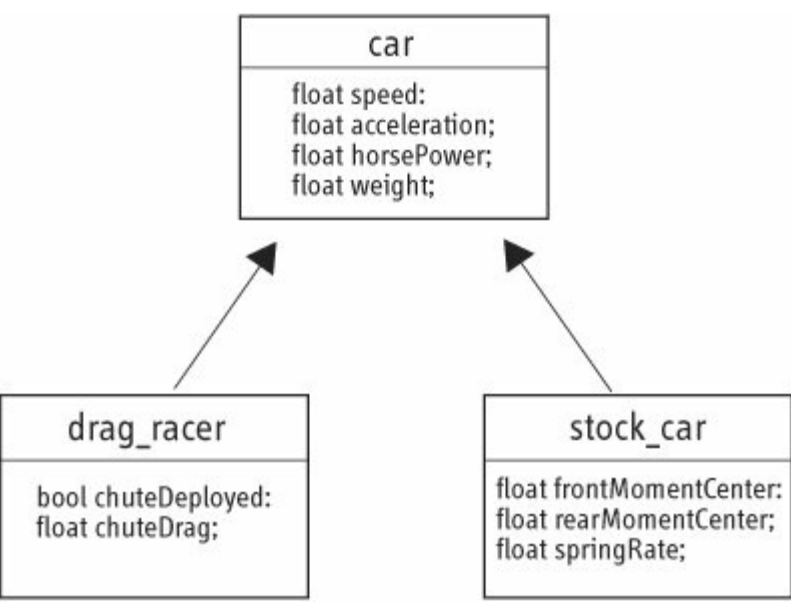 car
float speed:
float acceleration;
float horsePower;
float weight;
drag_racer
bool chuteDeployed:
float chuteDrag;
stock_car
float frontMomentCenter:
float rearMomentCenter;
float springRate;